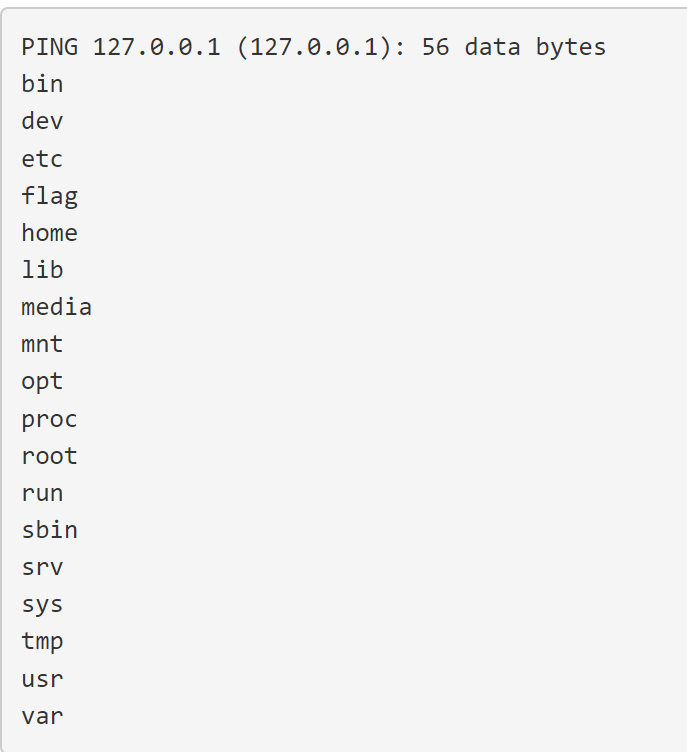 PING 127.0.0.1 (127.0.0.1): 56 data bytes
bin
dev
etc
flag
home
lib
media
mnt
opt
proc
root
run
sbin
srv
sys
tmp
usr
var